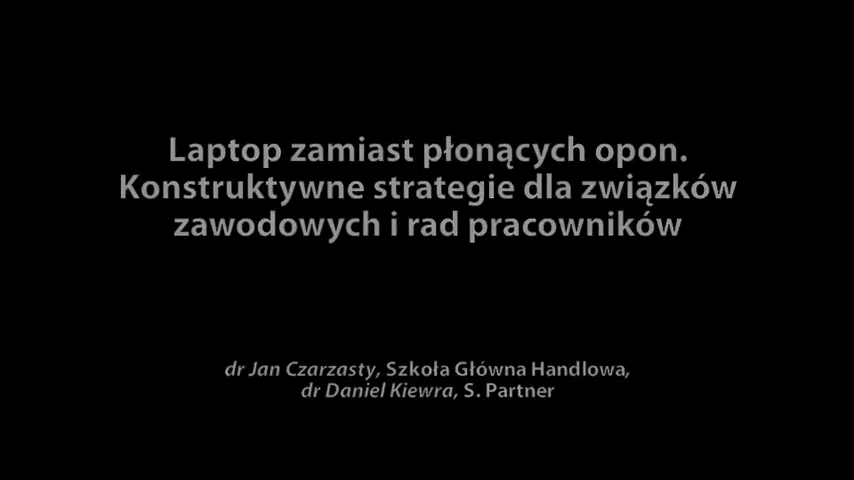 Laptop zamiast płonących opon.
Konstruktywne strategie dla związków
zawodowych i rad pracowników
dr Jan Czarzasty, Szkoła Główna Handlowa,
dr Daniel Kiewra, S. Partner